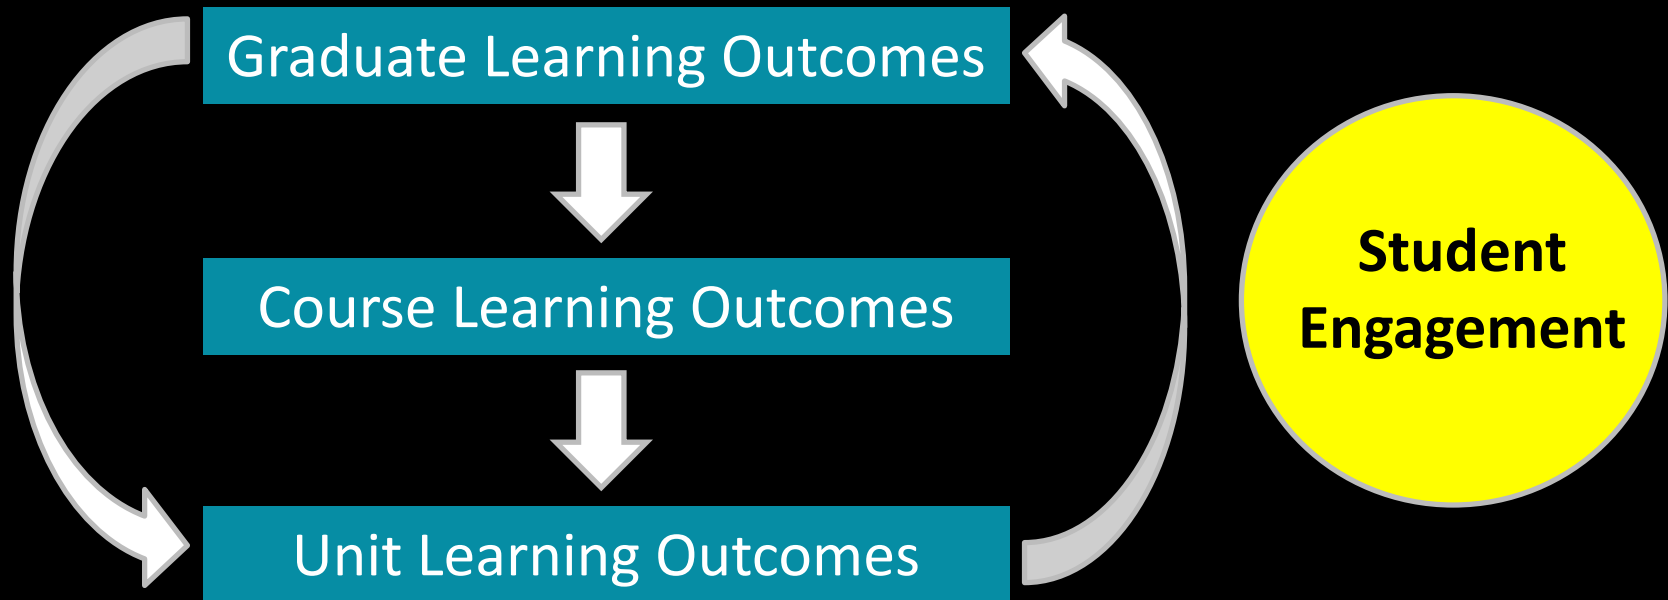 Graduate Learning Outcomes
Course Learning Outcomes
Unit Learning Outcomes
Student
Engagement